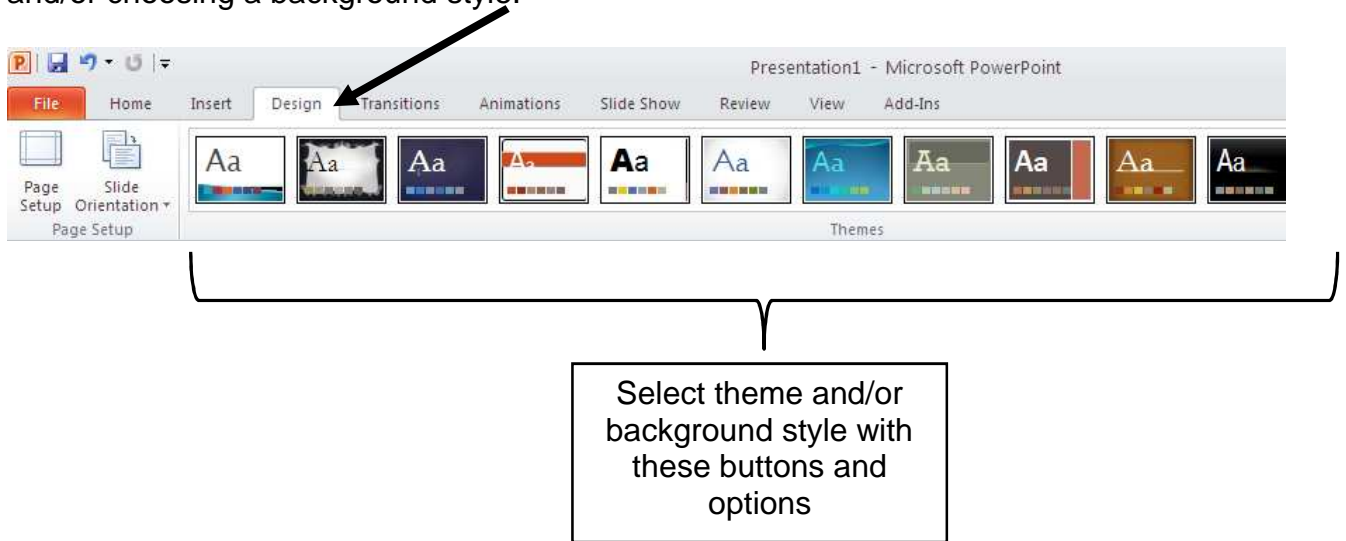 and/or choosing a background style.
Presentation1 - Microsoft PowerPoint
File Home Insert Design Transitions Animations Slide Show Review View Add-Ins
Aa Aa Aa Aa Aa Aa Aa Aa Aa Aa Aa
Page Setup
Slide Orientation
Page Setup
Themes
Select theme and/or
background style with
these buttons and
options